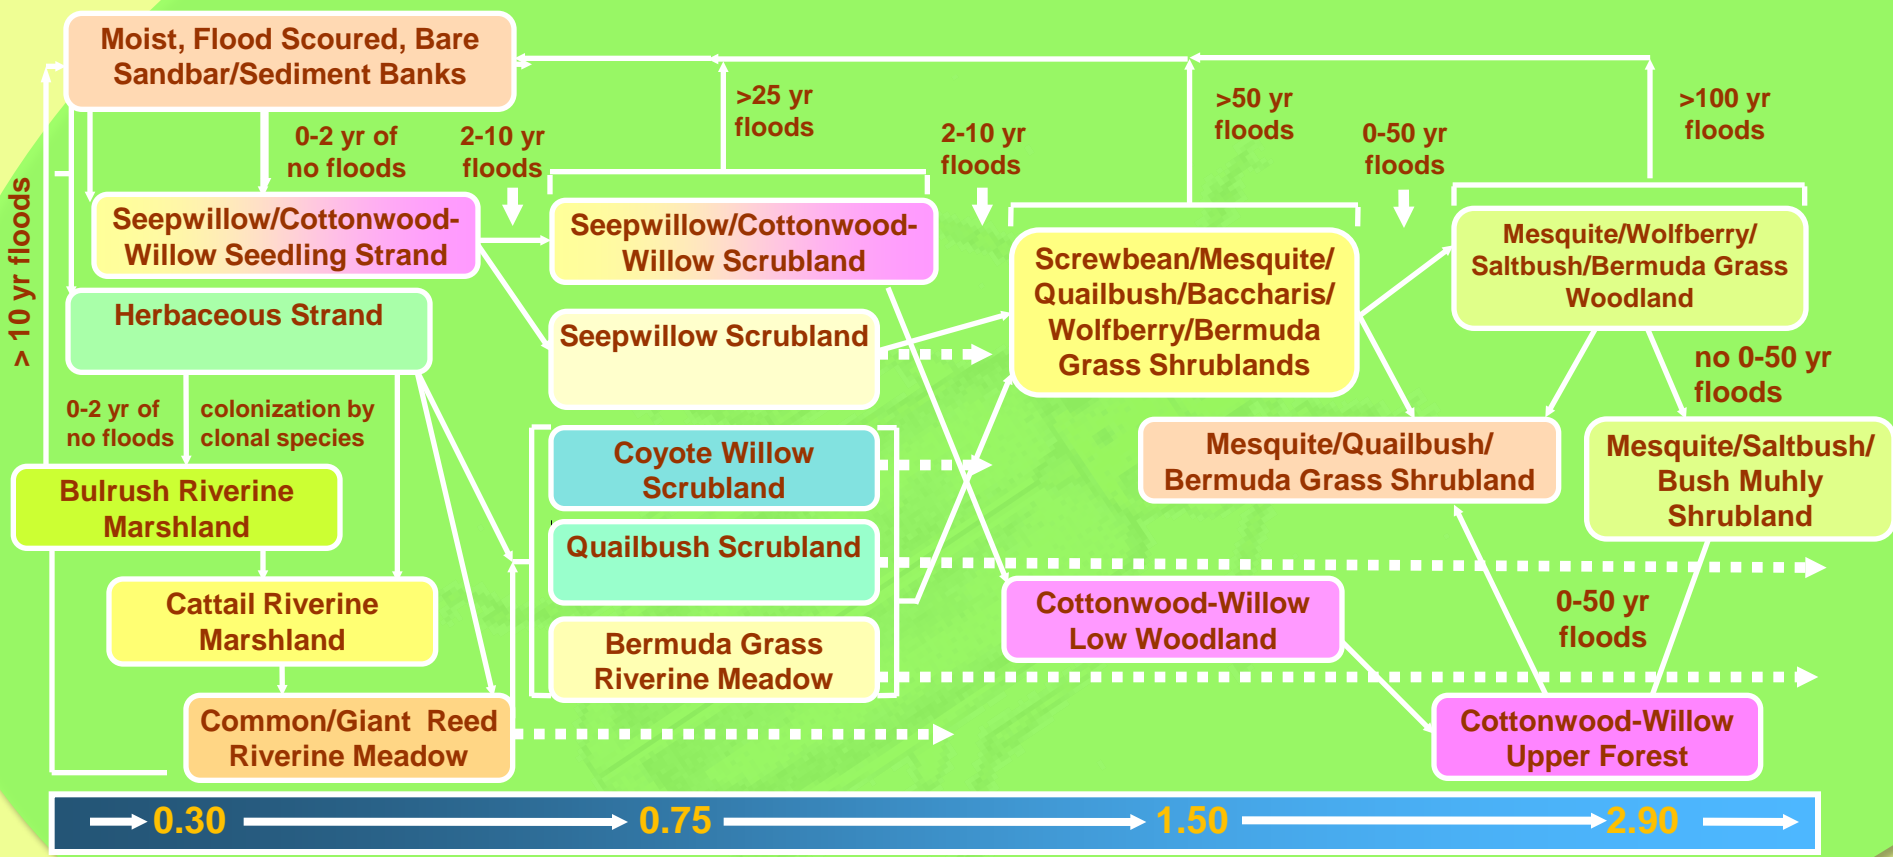 Moist, Flood Scoured, Bare
Sandbar/Sediment Banks
>25 yr
floods
>50 yr
floods
>100 yr
floods
0-2 yr of
no floods
2-10 yr
floods
2-10 yr
floods
0-50 yr
floods
> 10 yr floods
Seepwillow/Cottonwood-
Willow Seedling Strand
Seepwillow/Cottonwood-
Willow Scrubland
Screwbean/Mesquite/
Quailbush/Baccharis/
Wolfberry/Bermuda
Grass Shrublands
Mesquite/Wolfberry/
Saltbush/Bermuda Grass
Woodland
Herbaceous Strand
Seepwillow Scrubland
no 0-50 yr
floods
0-2 yr of
no floods
colonization by
clonal species
Coyote Willow
Scrubland
Mesquite/Quailbush/
Bermuda Grass Shrubland
Mesquite/Saltbush/
Bush Muhly
Shrubland
Bulrush Riverine
Marshland
Quailbush Scrubland
Cattail Riverine
Marshland
Cottonwood-Willow
Low Woodland
0-50 yr
floods
Bermuda Grass
Riverine Meadow
Common/Giant Reed
Riverine Meadow
Cottonwood-Willow
Upper Forest
0.30
0.75
1.50
2.90